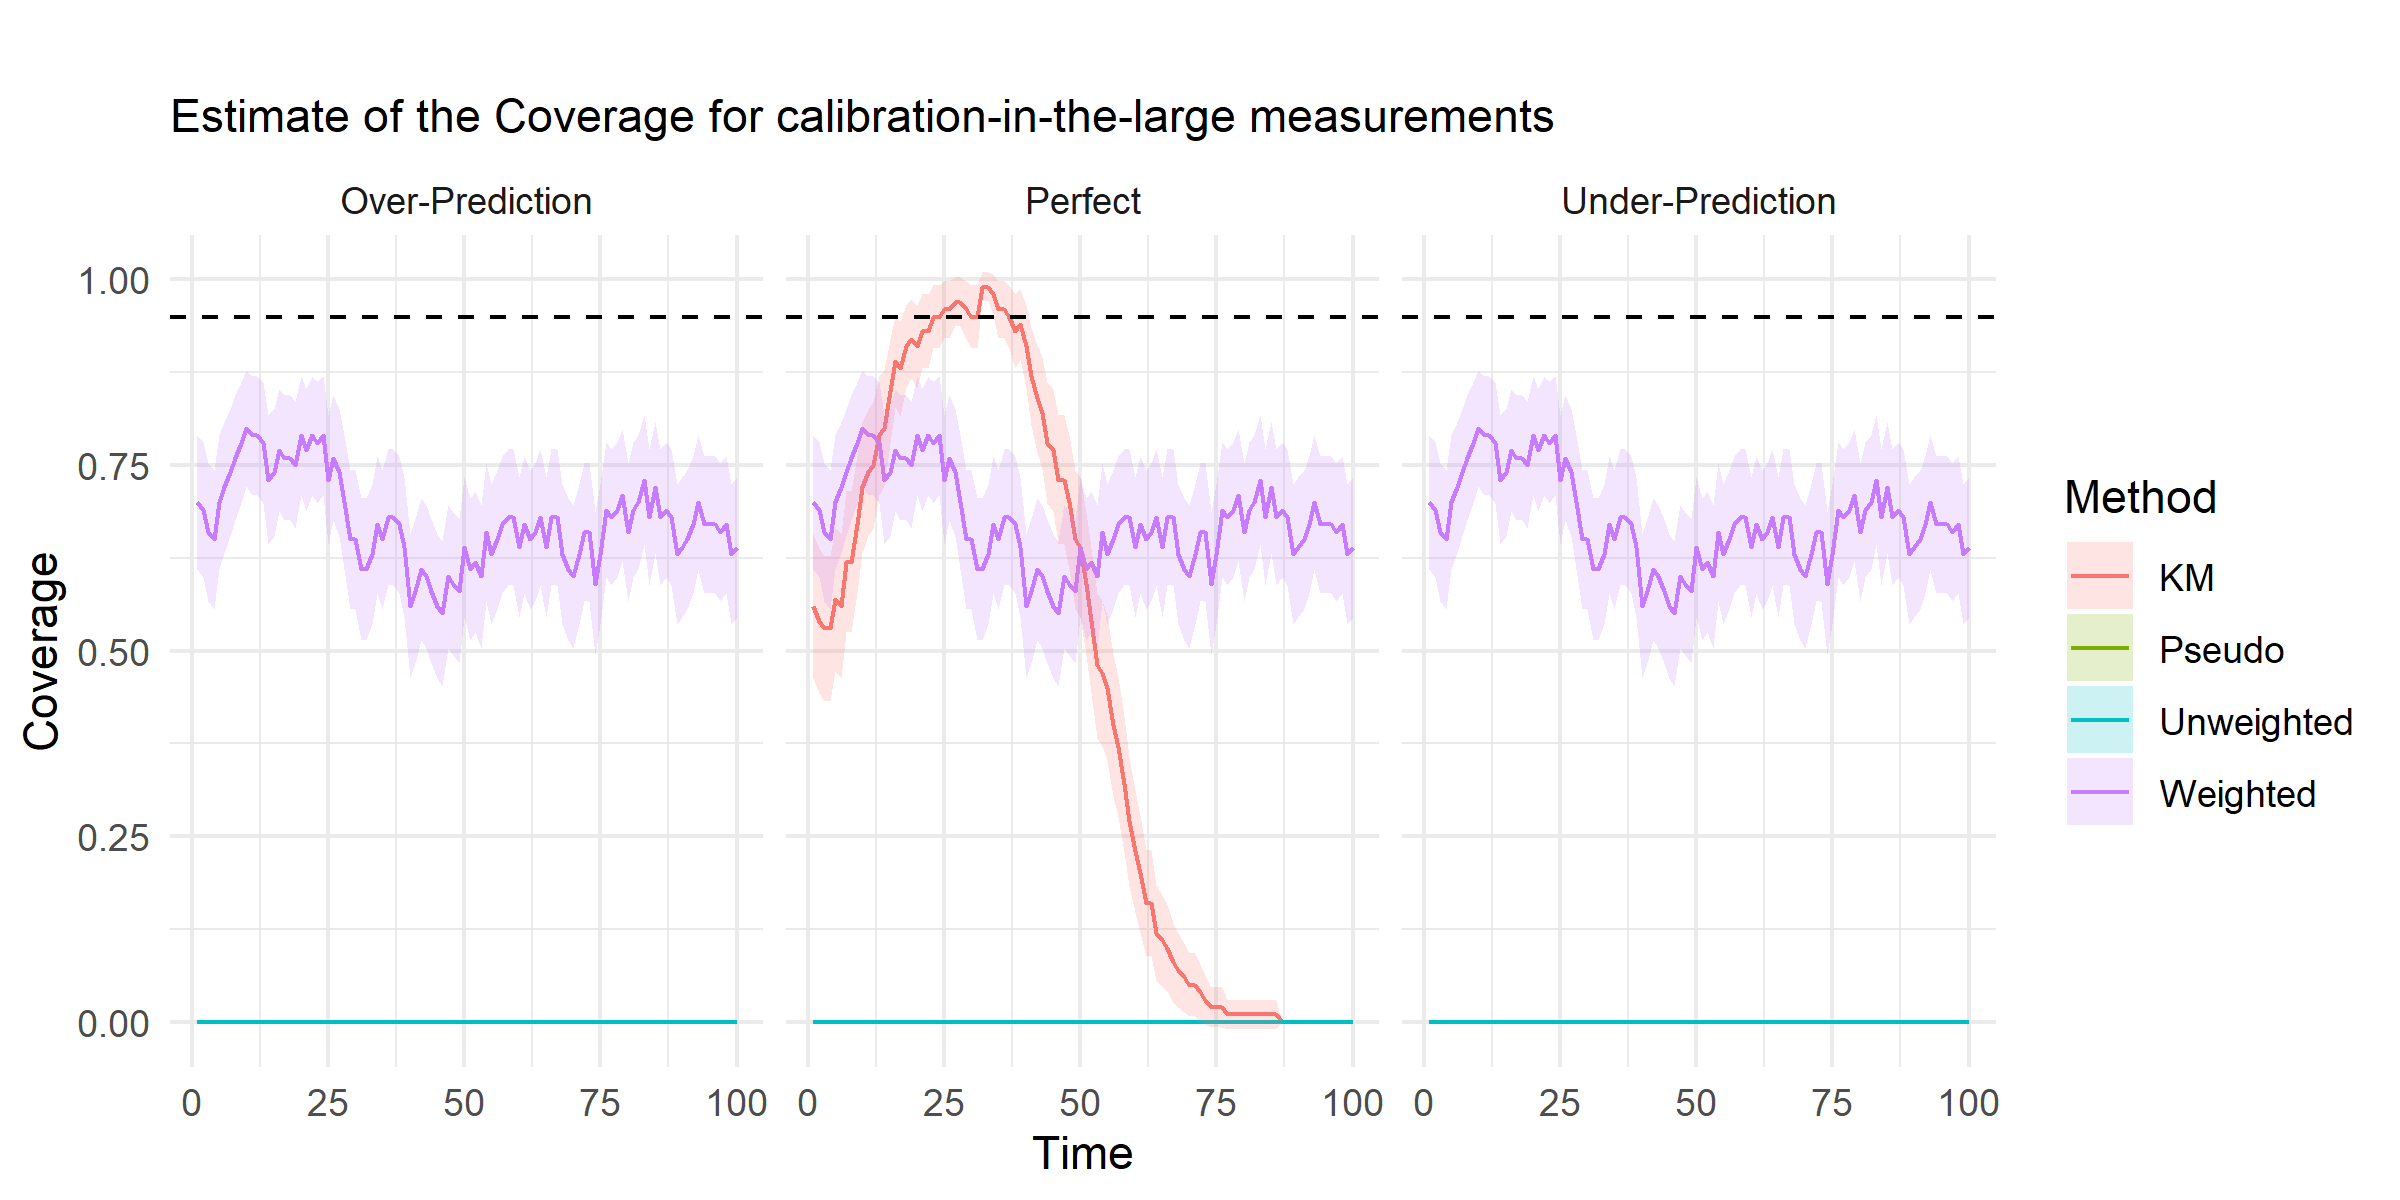 Estimate of the Coverage for calibration-in-the-large measurements
Over-Prediction Perfect Under-Prediction
1.00
0.75
0.50
0.25
0.00
Coverage
0 25 50 75 100 0 25 50 75 100 0 25 50 75 100
Time
Method
KM
Pseudo
Unweighted
Weighted